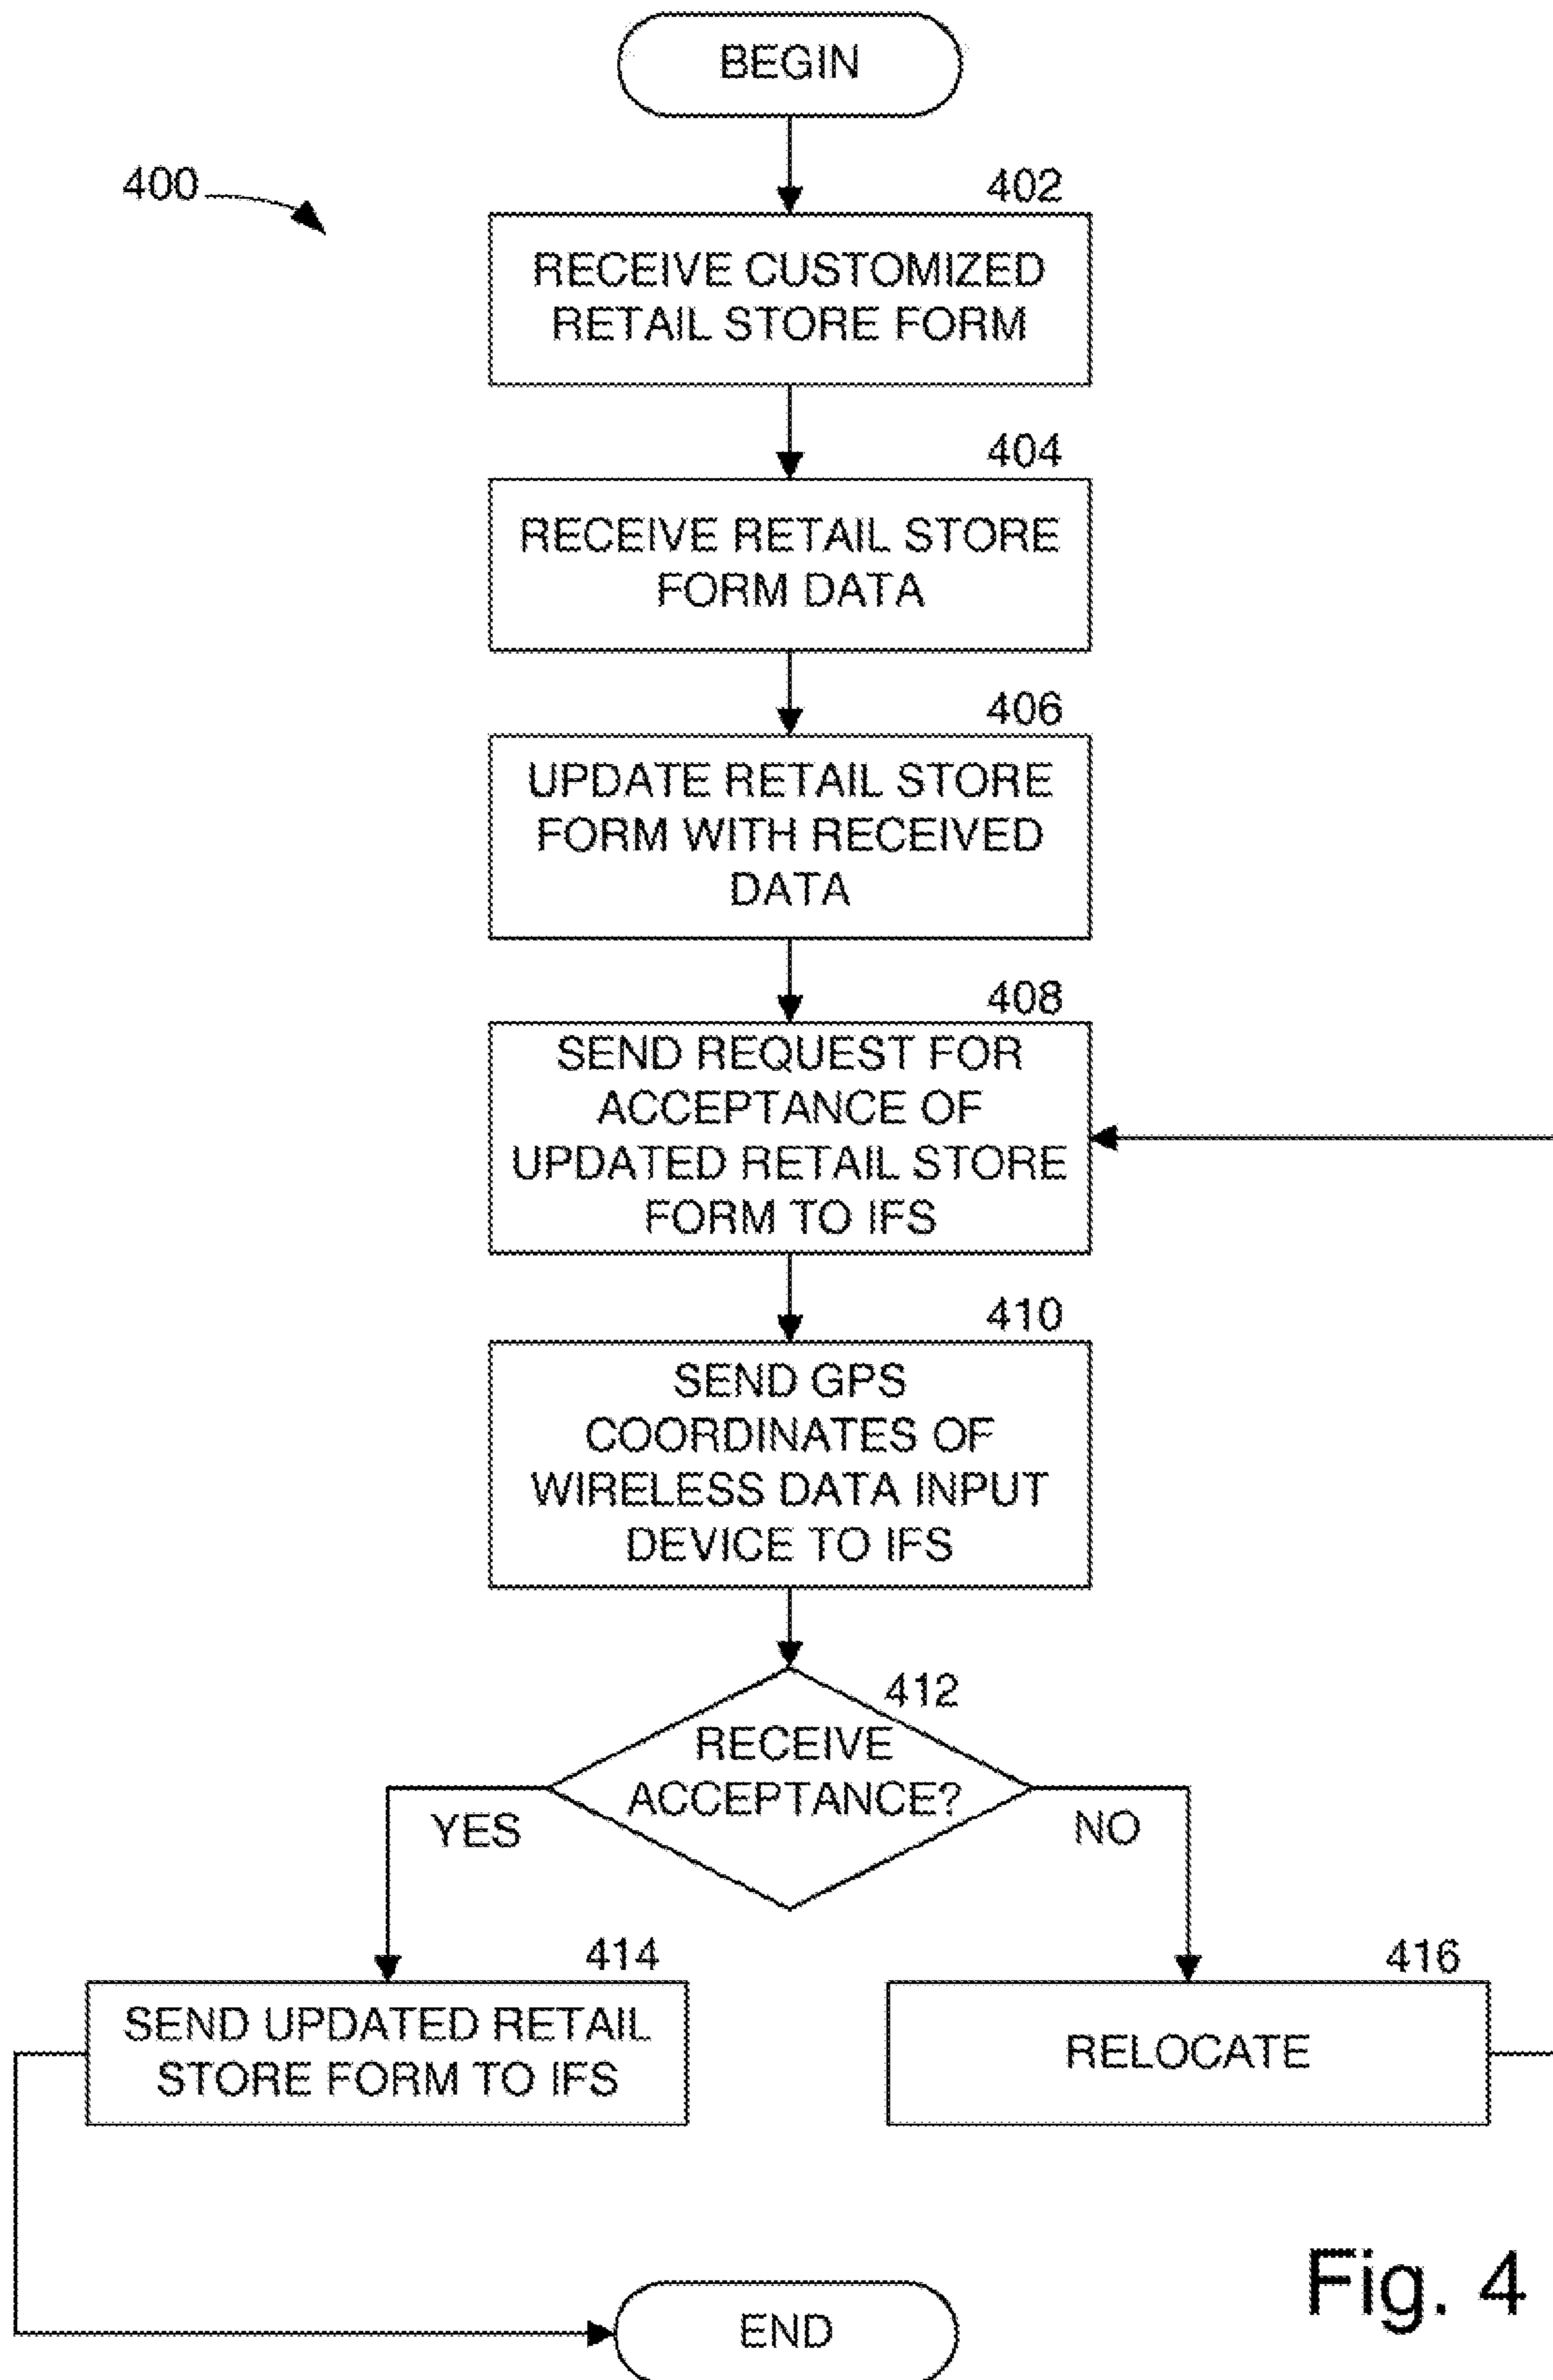 BEGIN
400
402
RECEIVE CUSTOMIZED
RETAIL STORE FORM
404
RECEIVE RETAIL STORE
FORM DATA
406
UPDATE RETAIL STORE
FORM WITH RECEIVED
DATA
408
SEND REQUEST FOR
ACCEPTANCE OF
UPDATED RETAIL STORE
FORM TO IFS
410
SEND GPS
COORDINATES OF
WIRELESS DATA INPUT
DEVICE TO IFS
412
RECEIVE
ACCEPTANCE?
YES
NO
414
SEND UPDATED RETAIL
STORE FORM TO IFS
416
RELOCATE
Fig. 4
END